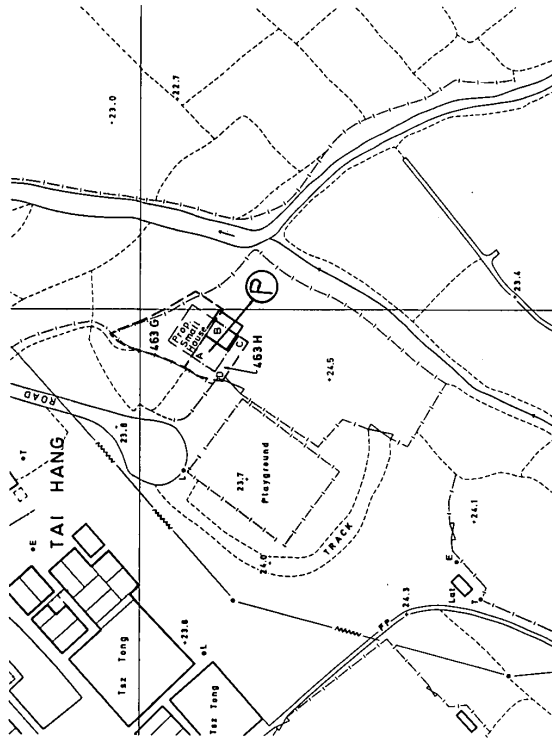 +23.0
+22.7
463 G
Prop
Small
House
A
B
C
D
P
463 H
23.4
24.5
ROAD
23.8
TAI HANG
T
E
L
23.7
Playground
TRACK
24.0
Tsz Tong
+23.8
L
Tsz Tong
+24.1
E
Lat
T
24.3
F.P.